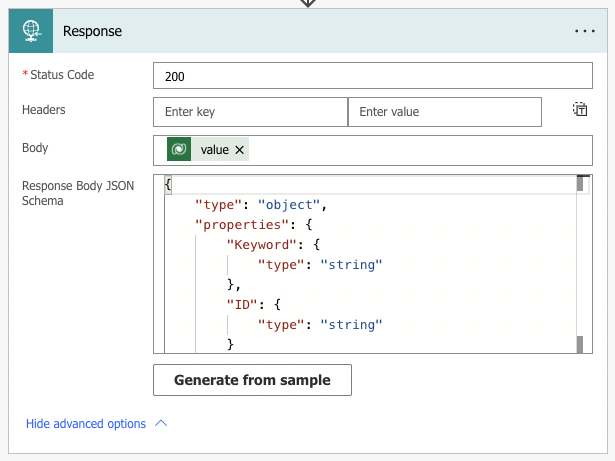 Response
* Status Code
200
Headers
Enter key
Enter value
Body
value
Response Body JSON
Schema
{
"type": "object",
"properties": {
"Keyword": {
"type": "string"
},
"ID": {
"type": "string"
}
Generate from sample
Hide advanced options